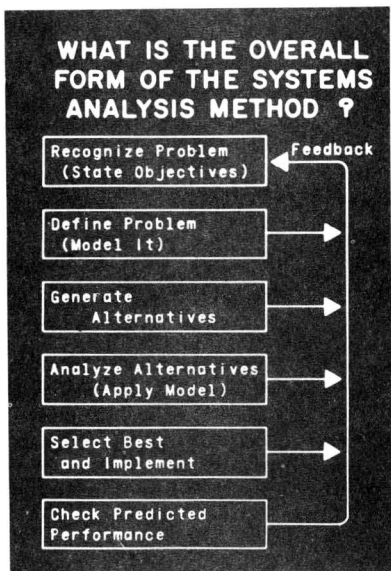 WHAT IS THE OVERALL
FORM OF THE SYSTEMS
ANALYSIS METHOD ?
Recognize Problem
(State Objectives)
Feedback
Define Problem
(Model It)
Generate
Alternatives
Analyze Alternatives
(Apply Model)
Select Best
and Implement
Check Predicted
Performance